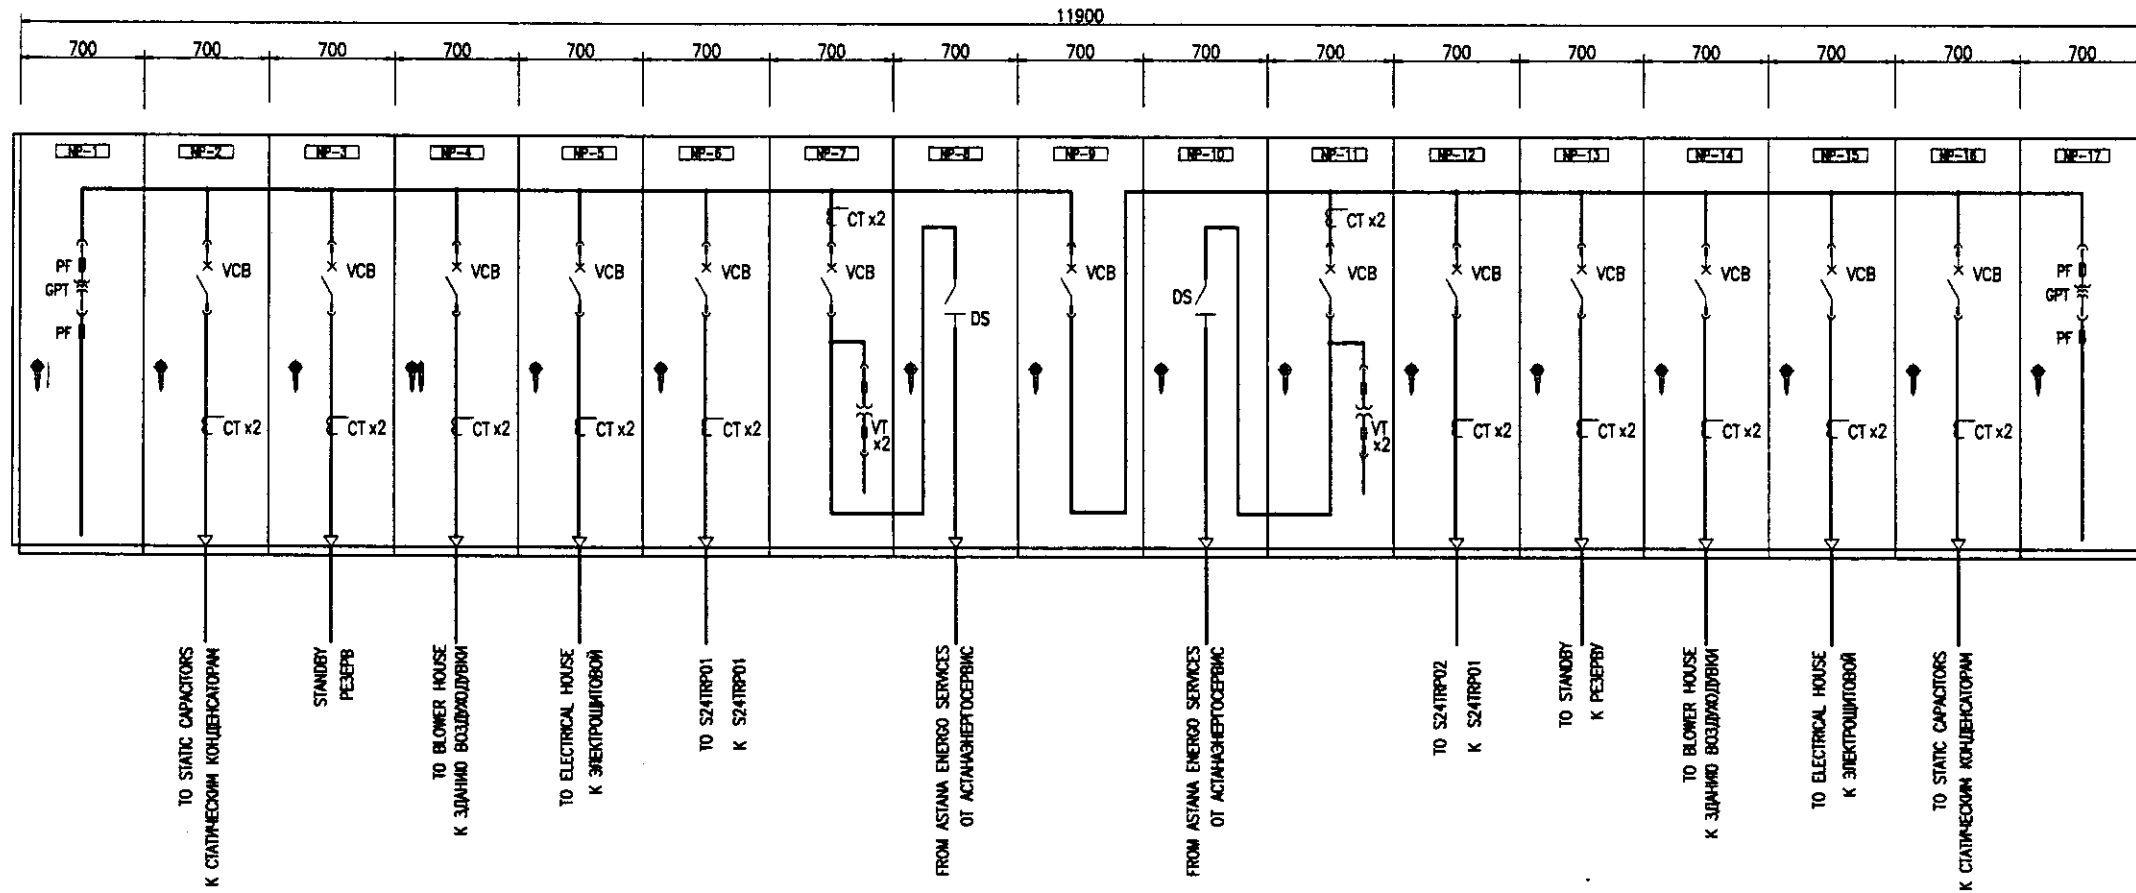 11900
700 700 700 700 700 700 700 700 700 700 700 700 700 700 700 700 700
NP-1 NP-2 NP-3 NP-4 NP-5 NP-6 NP-7 NP-8 NP-9 NP-10 NP-11 NP-12 NP-13 NP-14 NP-15 NP-16 NP-17
CT x2 CT x2
PF VCB VCB VCB VCB VCB VCB VCB VCB VCB VCB VCB VCB VCB PF
GPT DS GPT
PF DS PF
CT x2 CT x2 CT x2 CT x2 CT x2 VT CT x2 CT x2 CT x2 CT x2 CT x2
x2
VT
x2
TO STATIC CAPACITORS
К СТАТИЧЕСКИМ КОНДЕНСАТОРАМ
STANDBY
РЕЗЕРВ
TO BLOWER HOUSE
К ЗДАНИЮ ВОЗДУХОДУВКИ
TO ELECTRICAL HOUSE
К ЭЛЕКТРОЩИТОВОЙ
TO S24TRP01
К S24TRP01
FROM ASTANA ENERGO SERVICES
ОТ АСТАНАЭНЕРГОСЕРВИС
FROM ASTANA ENERGO SERVICES
ОТ АСТАНАЭНЕРГОСЕРВИС
TO S24TRP02
К S24TRP01
TO STANDBY
К РЕЗЕРВУ
TO BLOWER HOUSE
К ЗДАНИЮ ВОЗДУХОДУВКИ
TO ELECTRICAL HOUSE
К ЭЛЕКТРОЩИТОВОЙ
TO STATIC CAPACITORS
К СТАТИЧЕСКИМ КОНДЕНСАТОРАМ